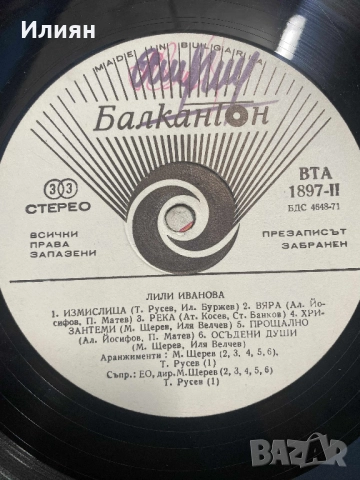 Илиян
MADE IN BULGARIA
Балкантон
33
СТЕРЕО
ВТА
1897-II
БДС 4648-71
ВСИЧКИ
ПРАВА
ЗАПАЗЕНИ
ПРЕЗАПИСЪТ
ЗАБРАНЕН
ЛИЛИ ИВАНОВА
1. ИЗМИСЛИЦА (Т. Русев, Ил. Буржев) 2. ВЯРА (Ал. Йо-
сифов, П. Матев) 3. РЕКА (Ат. Косев, Ст. Банков) 4. ХРИ-
ЗАНТЕМИ (М. Щерев, Иля Велчев) 5. ПРОЩАЛНО
(Ал. Йосифов, П. Матев) 6. ОСЪДЕНИ ДУШИ
(М. Щерев, Иля Велчев)
Аранжименти: М. Щерев (2, 3, 4, 5, 6),
Т. Русев (1)
Съпр.: ЕО, дир. М. Щерев (2, 3, 4, 5, 6)
Т. Русев (1)
BAZAR